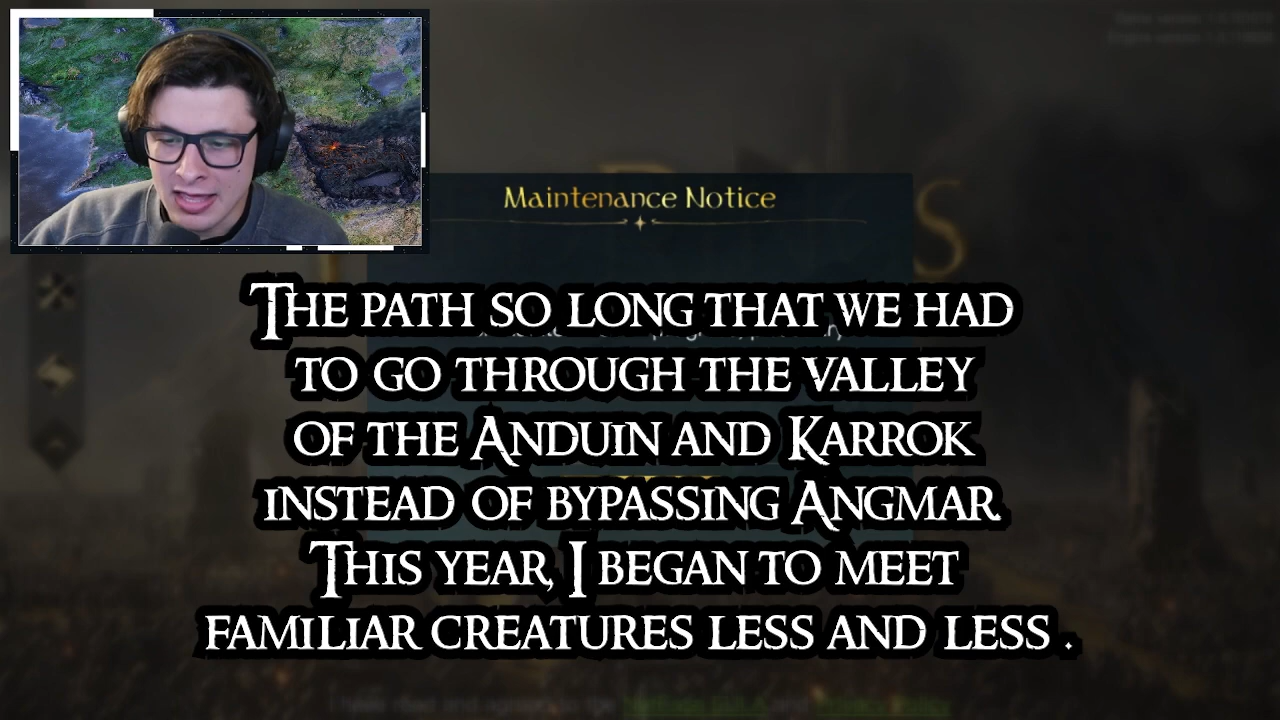 Maintenance Notice
The path so long that we had
to go through the valley
of the Anduin and Karrok
instead of bypassing Angmar.
This year, I began to meet
familiar creatures less and less .